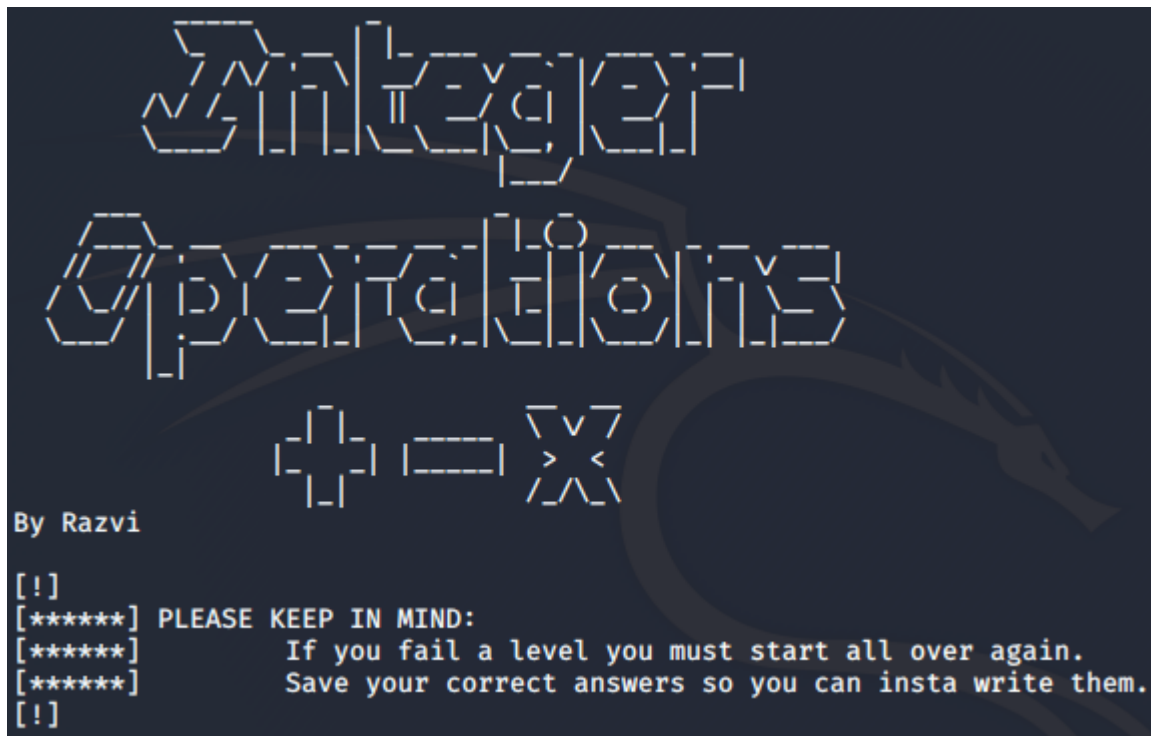 Integer
Operations
+ - x
By Razvi
[!]
[******] PLEASE KEEP IN MIND:
[******] If you fail a level you must start all over again.
[******] Save your correct answers so you can insta write them.
[!]